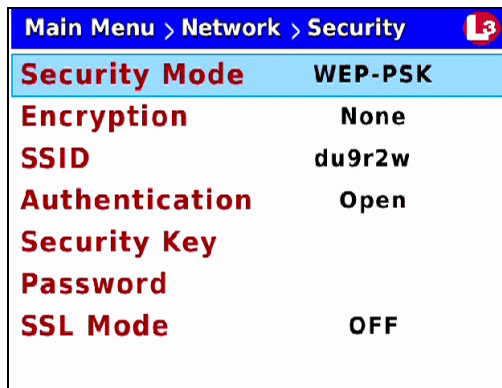 Main Menu > Network > Security L3
Security Mode WEP-PSK
Encryption None
SSID du9r2w
Authentication Open
Security Key
Password
SSL Mode OFF